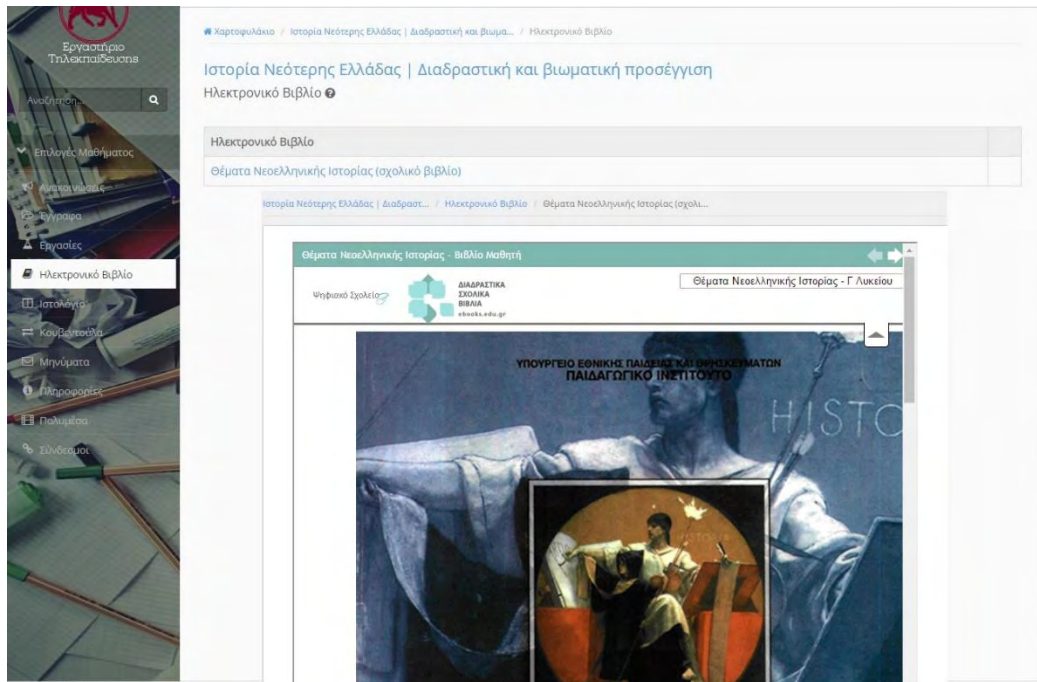 Εργαστήριο
Τηλεκπαίδευσης
Αναζήτηση...
Επιλογές Μαθήματος
Ανακοινώσεις
Έγγραφα
Εργασίες
Ηλεκτρονικό Βιβλίο
Ιστολόγιο
Κουβεντούλα
Μηνύματα
Πληροφορίες
Πολυμέσα
Σύνδεσμοι
Χαρτοφυλάκιο / Ιστορία Νεότερης Ελλάδας | Διαδραστική και βιωμα... / Ηλεκτρονικό Βιβλίο
Ιστορία Νεότερης Ελλάδας | Διαδραστική και βιωματική προσέγγιση
Ηλεκτρονικό Βιβλίο
Ηλεκτρονικό Βιβλίο
Θέματα Νεοελληνικής Ιστορίας (σχολικό βιβλίο)
Ιστορία Νεότερης Ελλάδας | Διαδραστ... / Ηλεκτρονικό Βιβλίο / Θέματα Νεοελληνικής Ιστορίας (σχολι...
Θέματα Νεοελληνικής Ιστορίας - Βιβλίο Μαθητή
Ψηφιακό Σχολείο
ΔΙΑΔΡΑΣΤΙΚΑ
ΣΧΟΛΙΚΑ
ΒΙΒΛΙΑ
ebooks.edu.gr
Θέματα Νεοελληνικής Ιστορίας - Γ Λυκείου
ΥΠΟΥΡΓΕΙΟ ΕΘΝΙΚΗΣ ΠΑΙΔΕΙΑΣ ΚΑΙ ΘΡΗΣΚΕΥΜΑΤΩΝ
ΠΑΙΔΑΓΩΓΙΚΟ ΙΝΣΤΙΤΟΥΤΟ
HISTO
HISTORIA